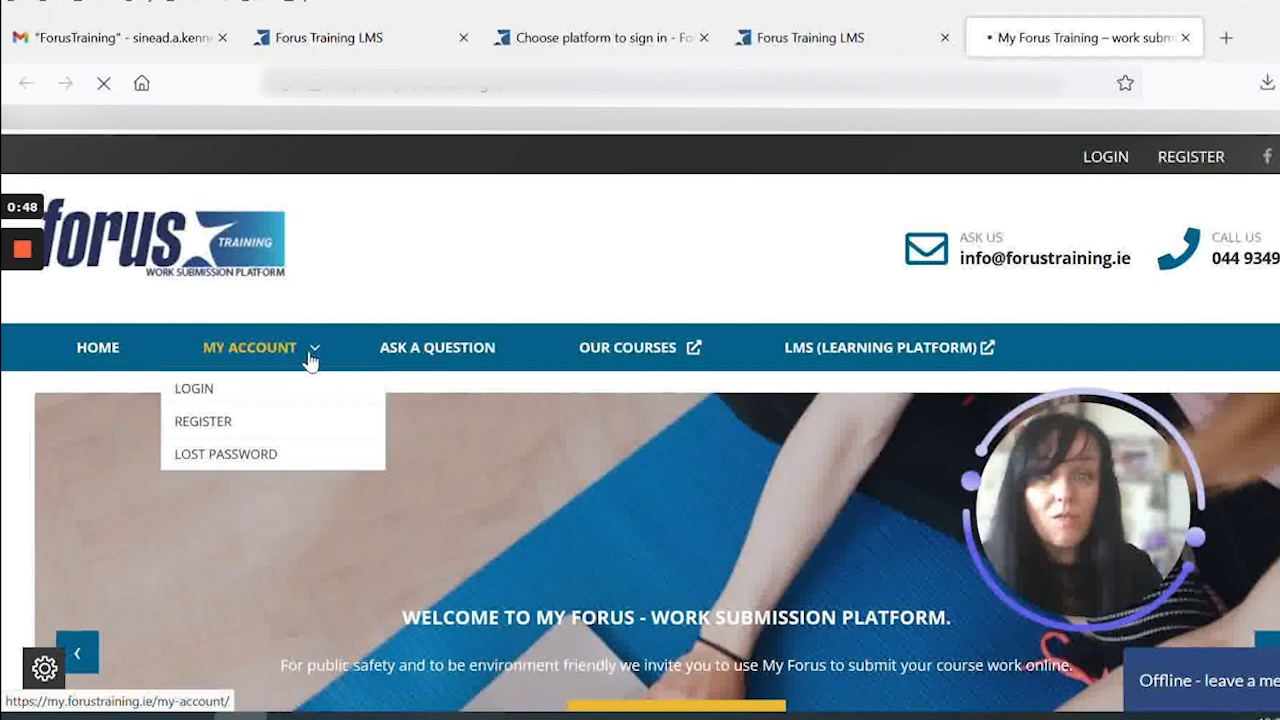 "ForusTraining" - sinead.a.kenn
Forus Training LMS
Choose platform to sign in - Fo
Forus Training LMS
My Forus Training – work subm
LOGIN
REGISTER
0:48
forus
TRAINING
WORK SUBMISSION PLATFORM
ASK US
info@forustraining.ie
CALL US
044 9349
HOME
MY ACCOUNT
ASK A QUESTION
OUR COURSES
LMS (LEARNING PLATFORM)
LOGIN
REGISTER
LOST PASSWORD
WELCOME TO MY FORUS - WORK SUBMISSION PLATFORM.
For public safety and to be environment friendly we invite you to use My Forus to submit your course work online.
Offline - leave a me
https://my.forustraining.ie/my-account/